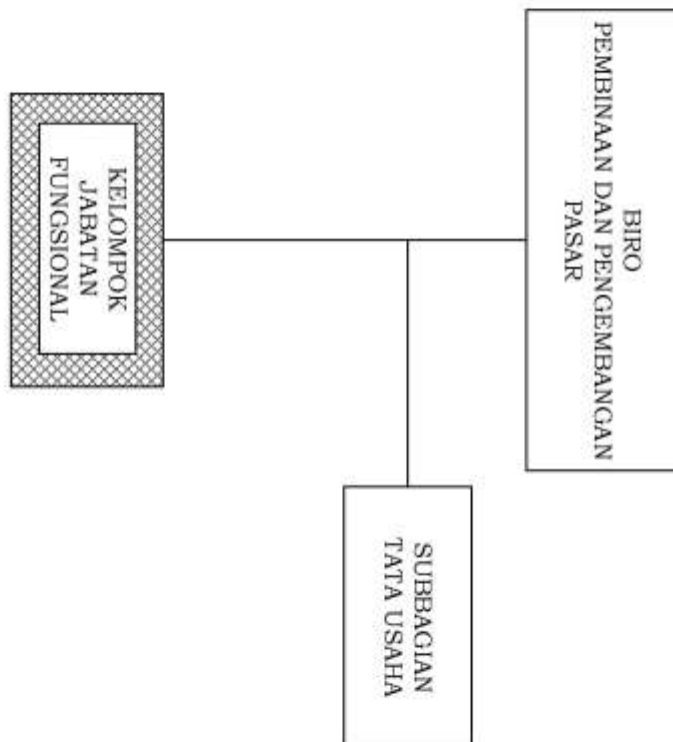 BIRO
PEMBINAAN DAN PENGEMBANGAN
PASAR
SUBBAGIAN
TATA USAHA
KELOMPOK
JABATAN
FUNGSIONAL